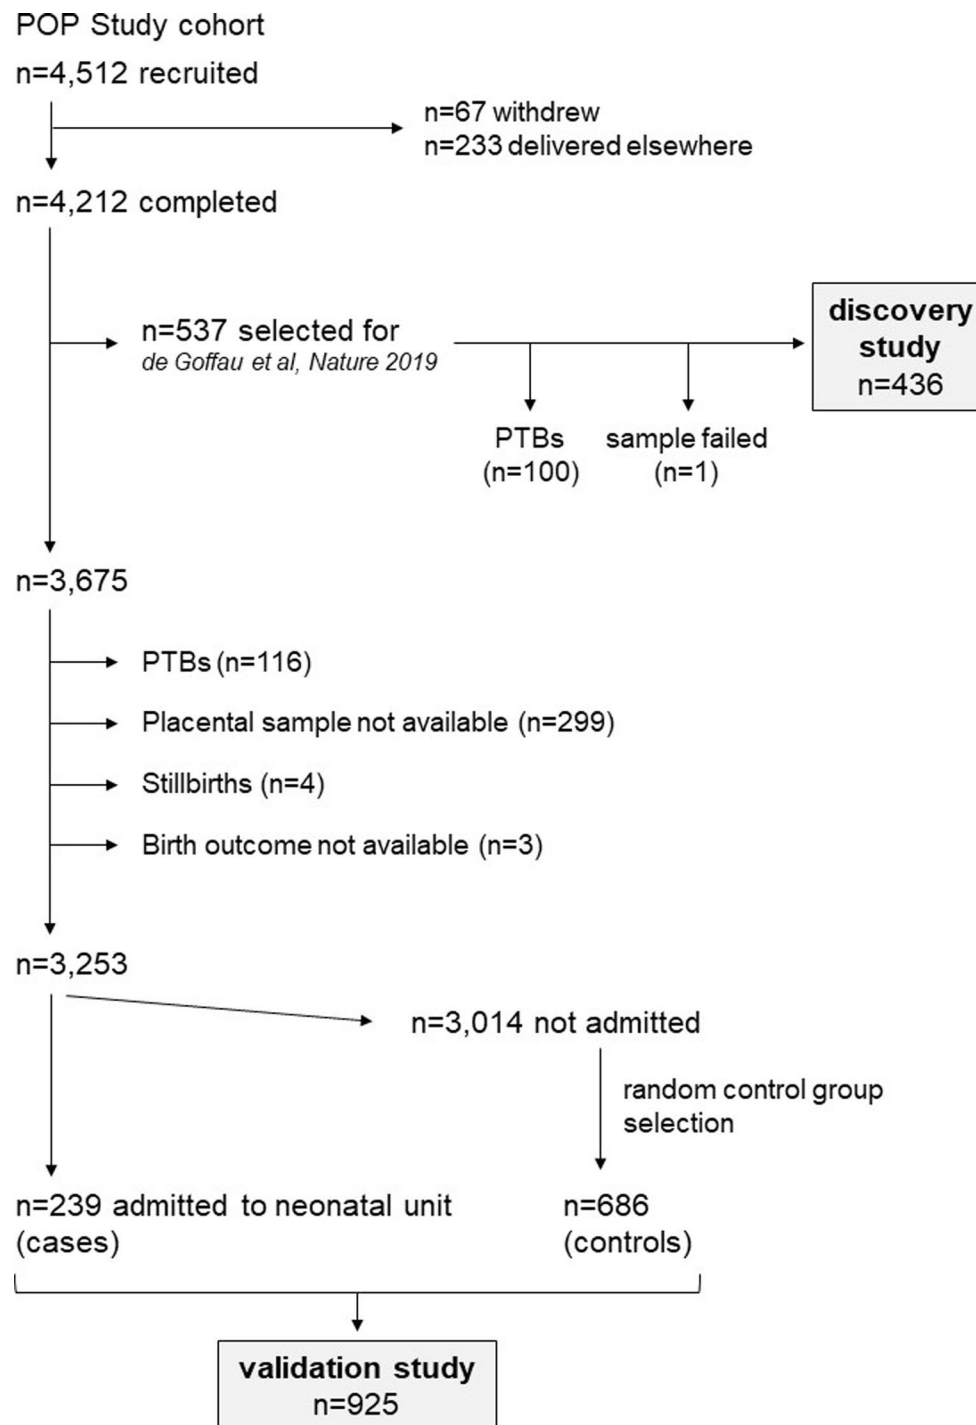 POP Study cohort
n=4,512 recruited
n=67 withdrew
n=233 delivered elsewhere
n=4,212 completed
n=537 selected for
de Goffau et al, Nature 2019
discovery
study
n=436
PTBs
(n=100)
sample failed
(n=1)
n=3,675
PTBs (n=116)
Placental sample not available (n=299)
Stillbirths (n=4)
Birth outcome not available (n=3)
n=3,253
n=3,014 not admitted
random control group
selection
n=239 admitted to neonatal unit
(cases)
n=686
(controls)
validation study
n=925